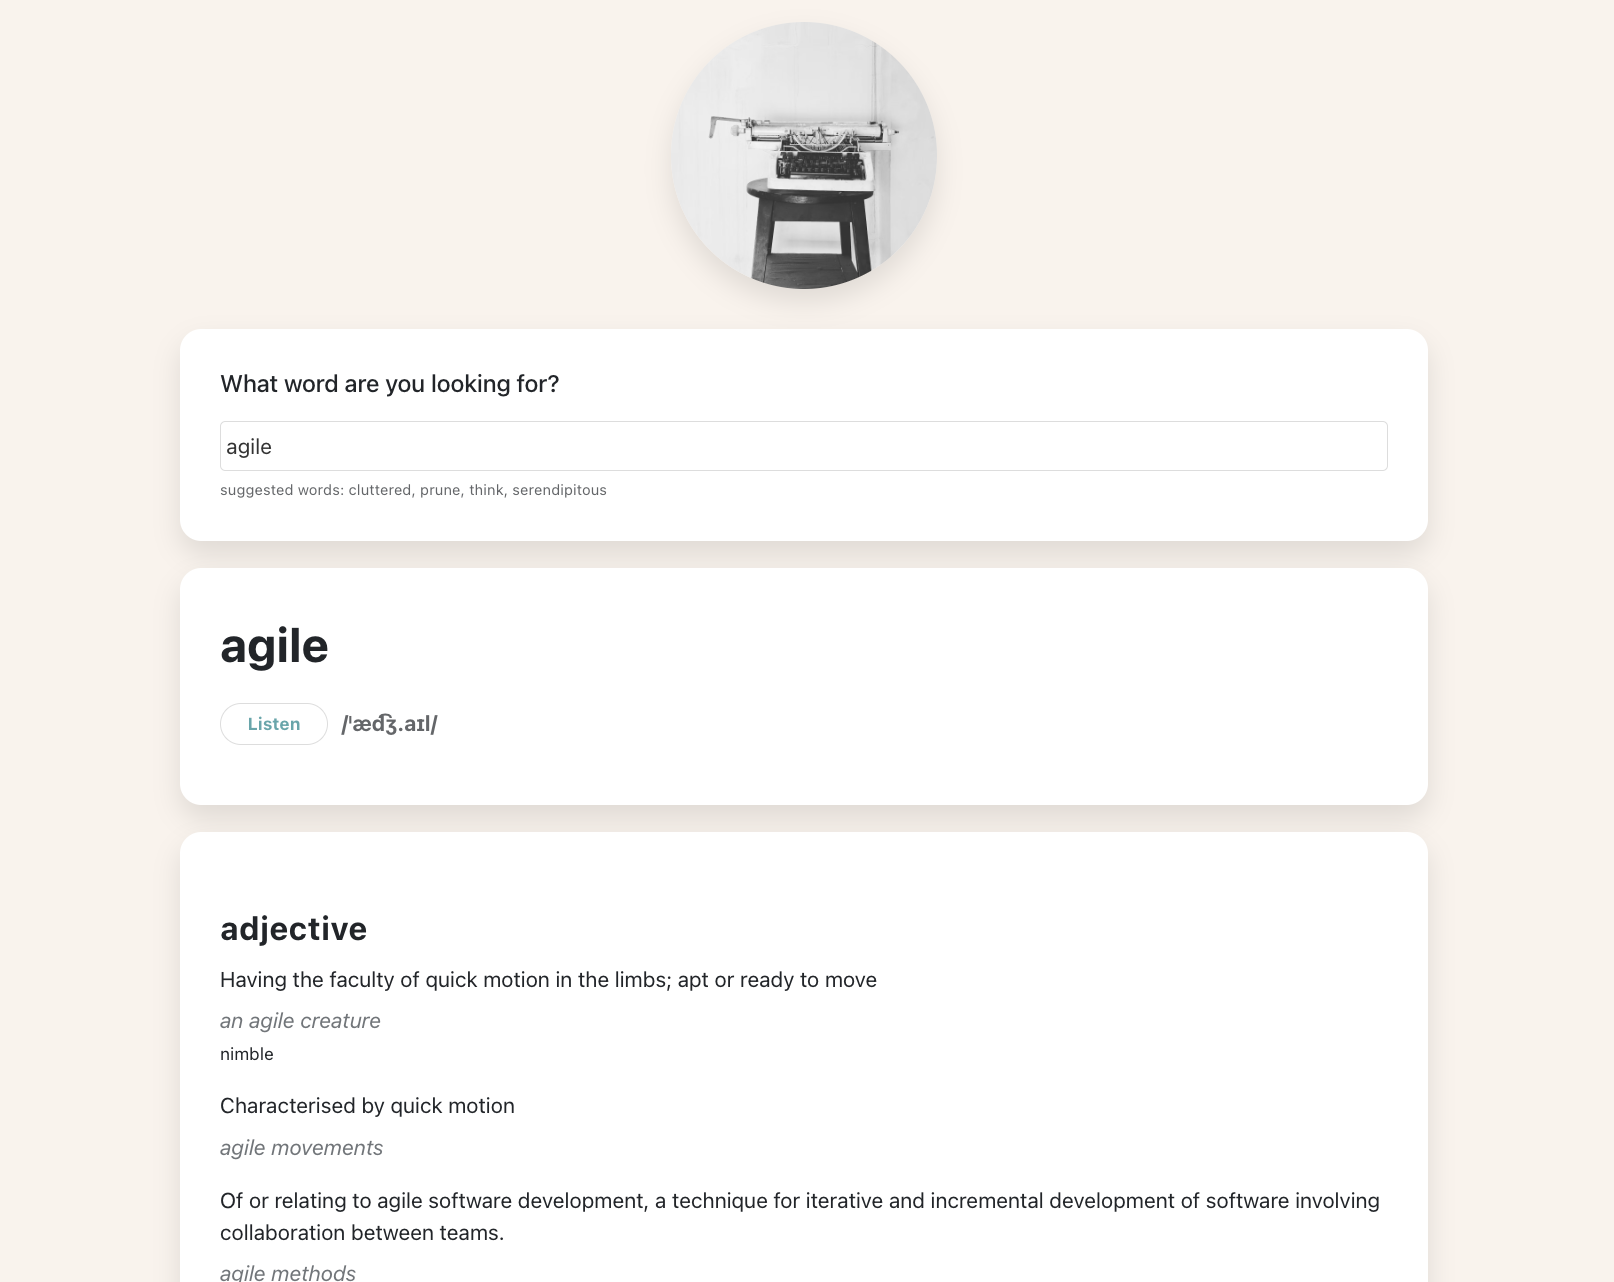 What word are you looking for?
agile
suggested words: cluttered, prune, think, serendipitous
agile
Listen /ˈæd͡ʒ.aɪl/
adjective
Having the faculty of quick motion in the limbs; apt or ready to move
an agile creature
nimble
Characterised by quick motion
agile movements
Of or relating to agile software development, a technique for iterative and incremental development of software involving
collaboration between teams.
agile methods